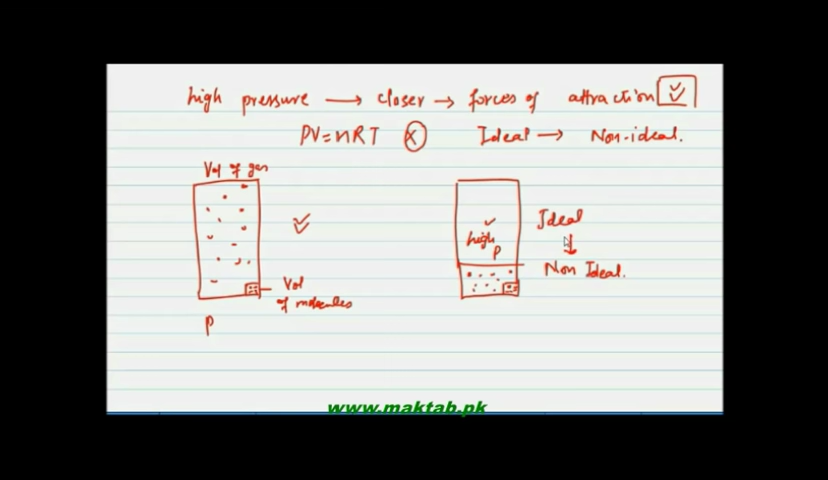 high pressure → closer → forces of attraction
PV=nRT × Ideal → Non-ideal.
Vol of gas
high P
Ideal
↓
Non Ideal.
Vol of molecules
P
www.maktab.pk